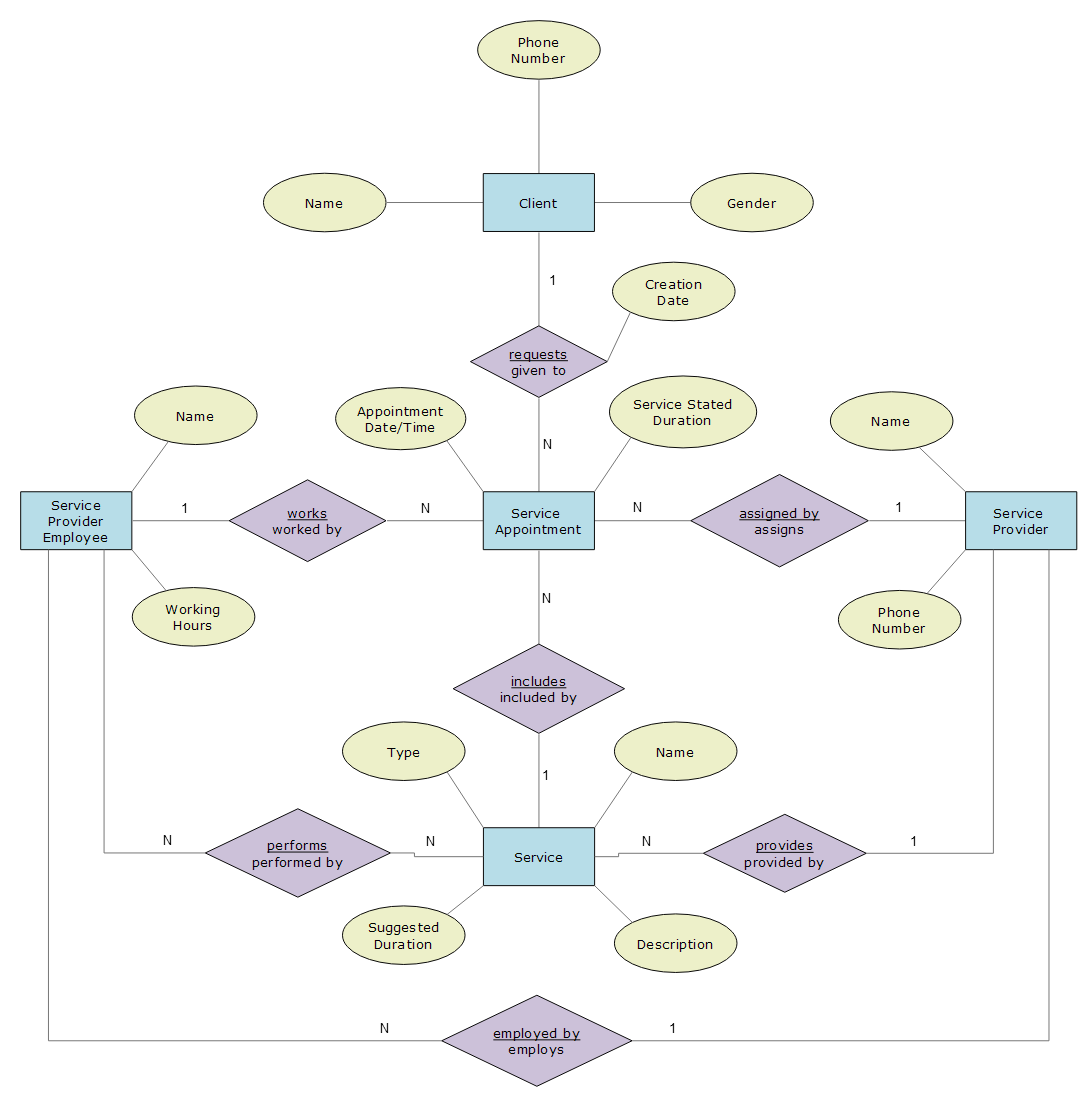 Phone
Number
Name
Client
Gender
1
Creation
Date
requests
given to
Name
Appointment
Date/Time
Service Stated
Duration
Name
N
Service
Provider
Employee
1
works
worked by
N
Service
Appointment
N
assigned by
assigns
1
Service
Provider
Working
Hours
N
Phone
Number
includes
included by
Type
Name
1
N
performs
performed by
N
Service
N
provides
provided by
1
Suggested
Duration
Description
N
employed by
employs
1